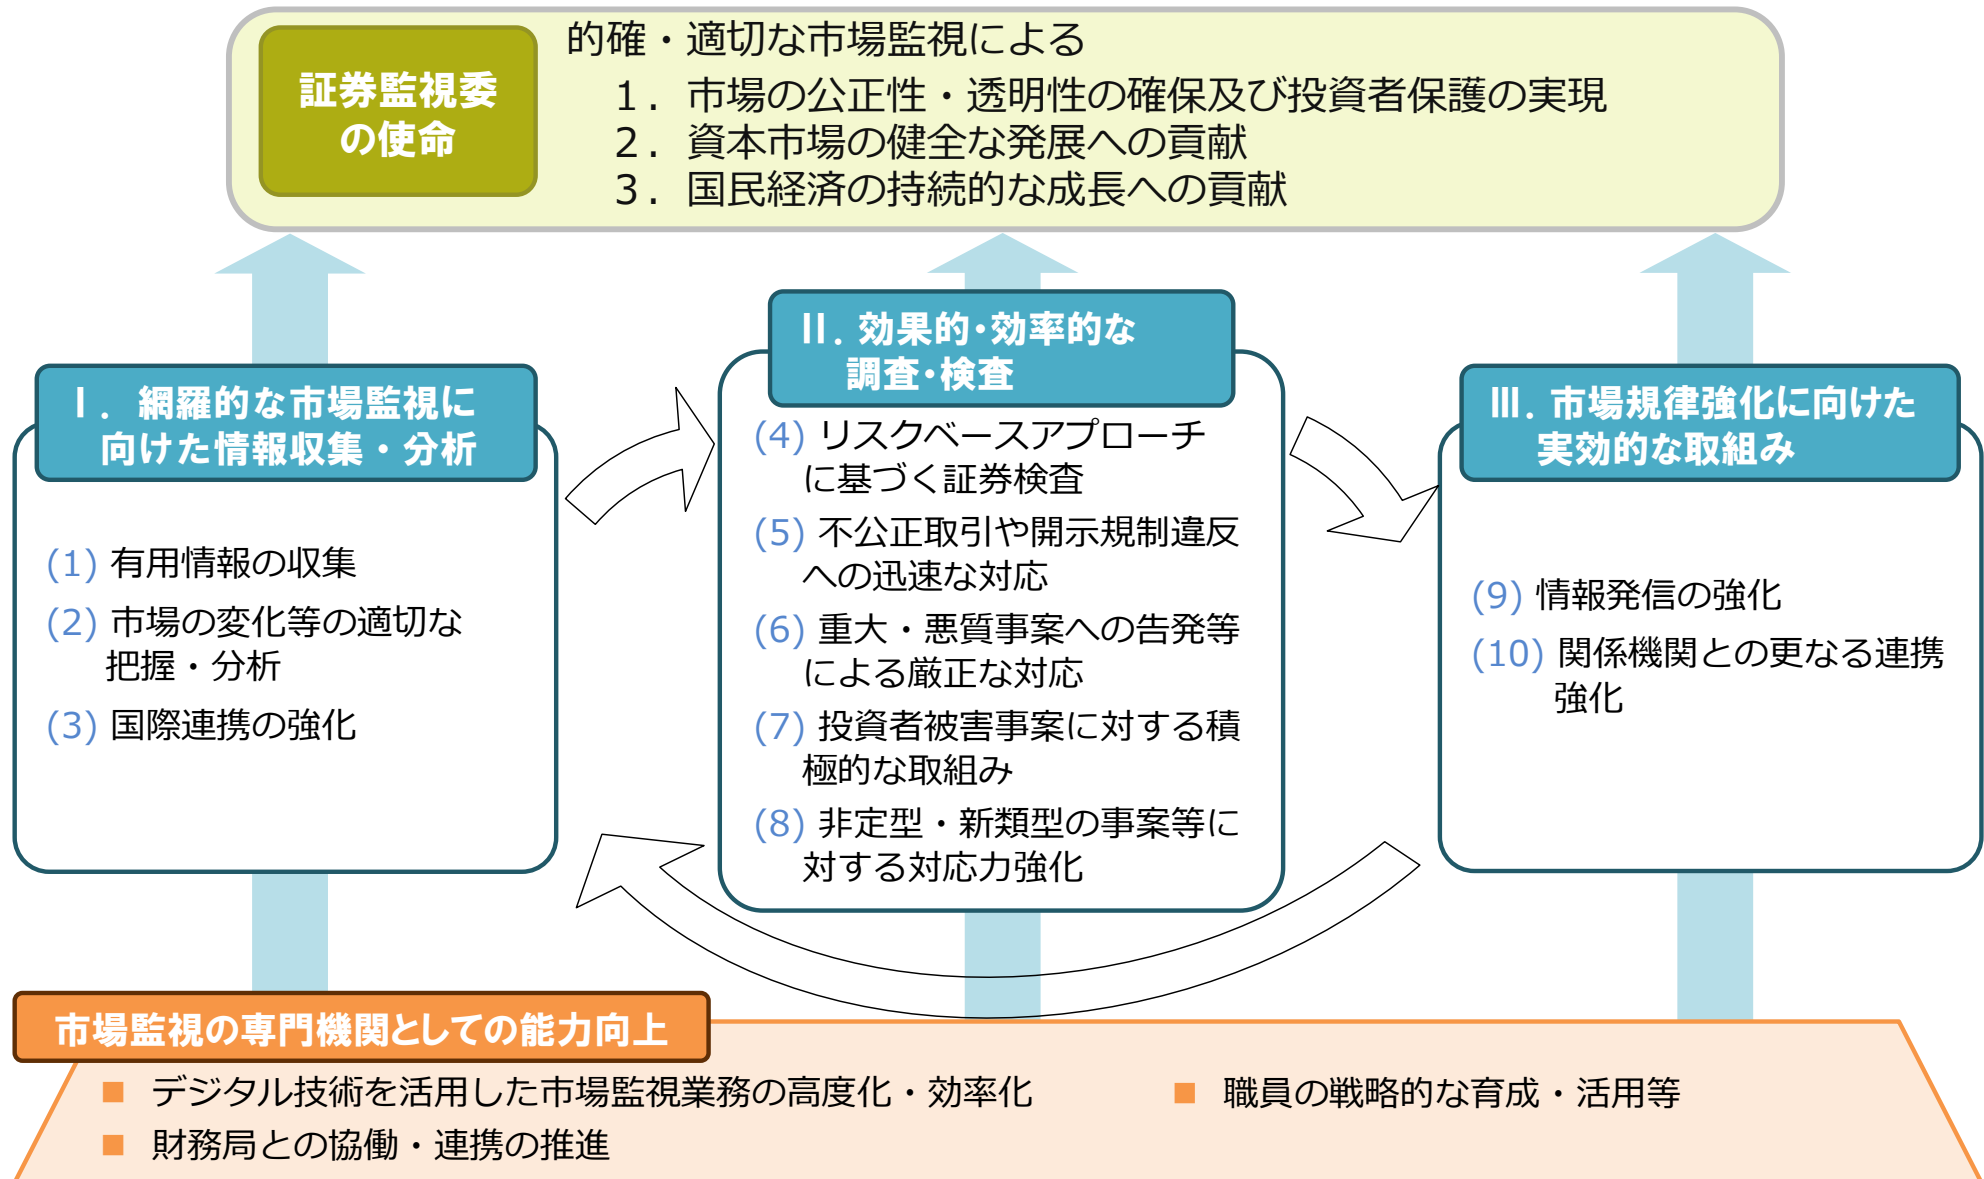 証券監視委
の使命
的確・適切な市場監視による
１．市場の公正性・透明性の確保及び投資者保護の実現
２．資本市場の健全な発展への貢献
３．国民経済の持続的な成長への貢献
Ⅰ．網羅的な市場監視に
向けた情報収集・分析
(1) 有用情報の収集
(2) 市場の変化等の適切な
把握・分析
(3) 国際連携の強化
Ⅱ．効果的・効率的な
調査・検査
(4) リスクベースアプローチ
に基づく証券検査
(5) 不公正取引や開示規制違反
への迅速な対応
(6) 重大・悪質事案への告発等
による厳正な対応
(7) 投資者被害事案に対する積
極的な取組み
(8) 非定型・新類型の事案等に
対する対応力強化
Ⅲ．市場規律強化に向けた
実効的な取組み
(9) 情報発信の強化
(10) 関係機関との更なる連携
強化
市場監視の専門機関としての能力向上
■ デジタル技術を活用した市場監視業務の高度化・効率化
■ 財務局との協働・連携の推進
■ 職員の戦略的な育成・活用等